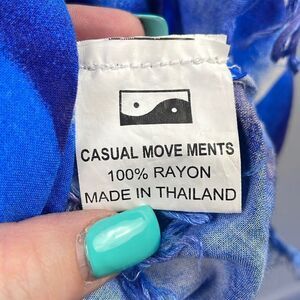 CASUAL MOVE MENTS
100% RAYON
MADE IN THAILAND